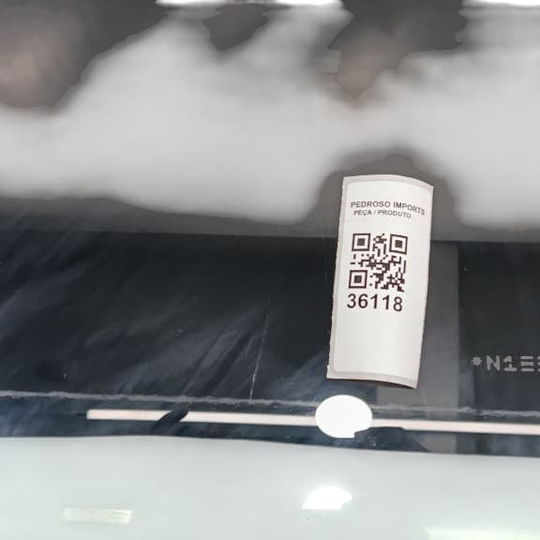 PEDROSO IMPORTS
PEÇA / PRODUTO
36118